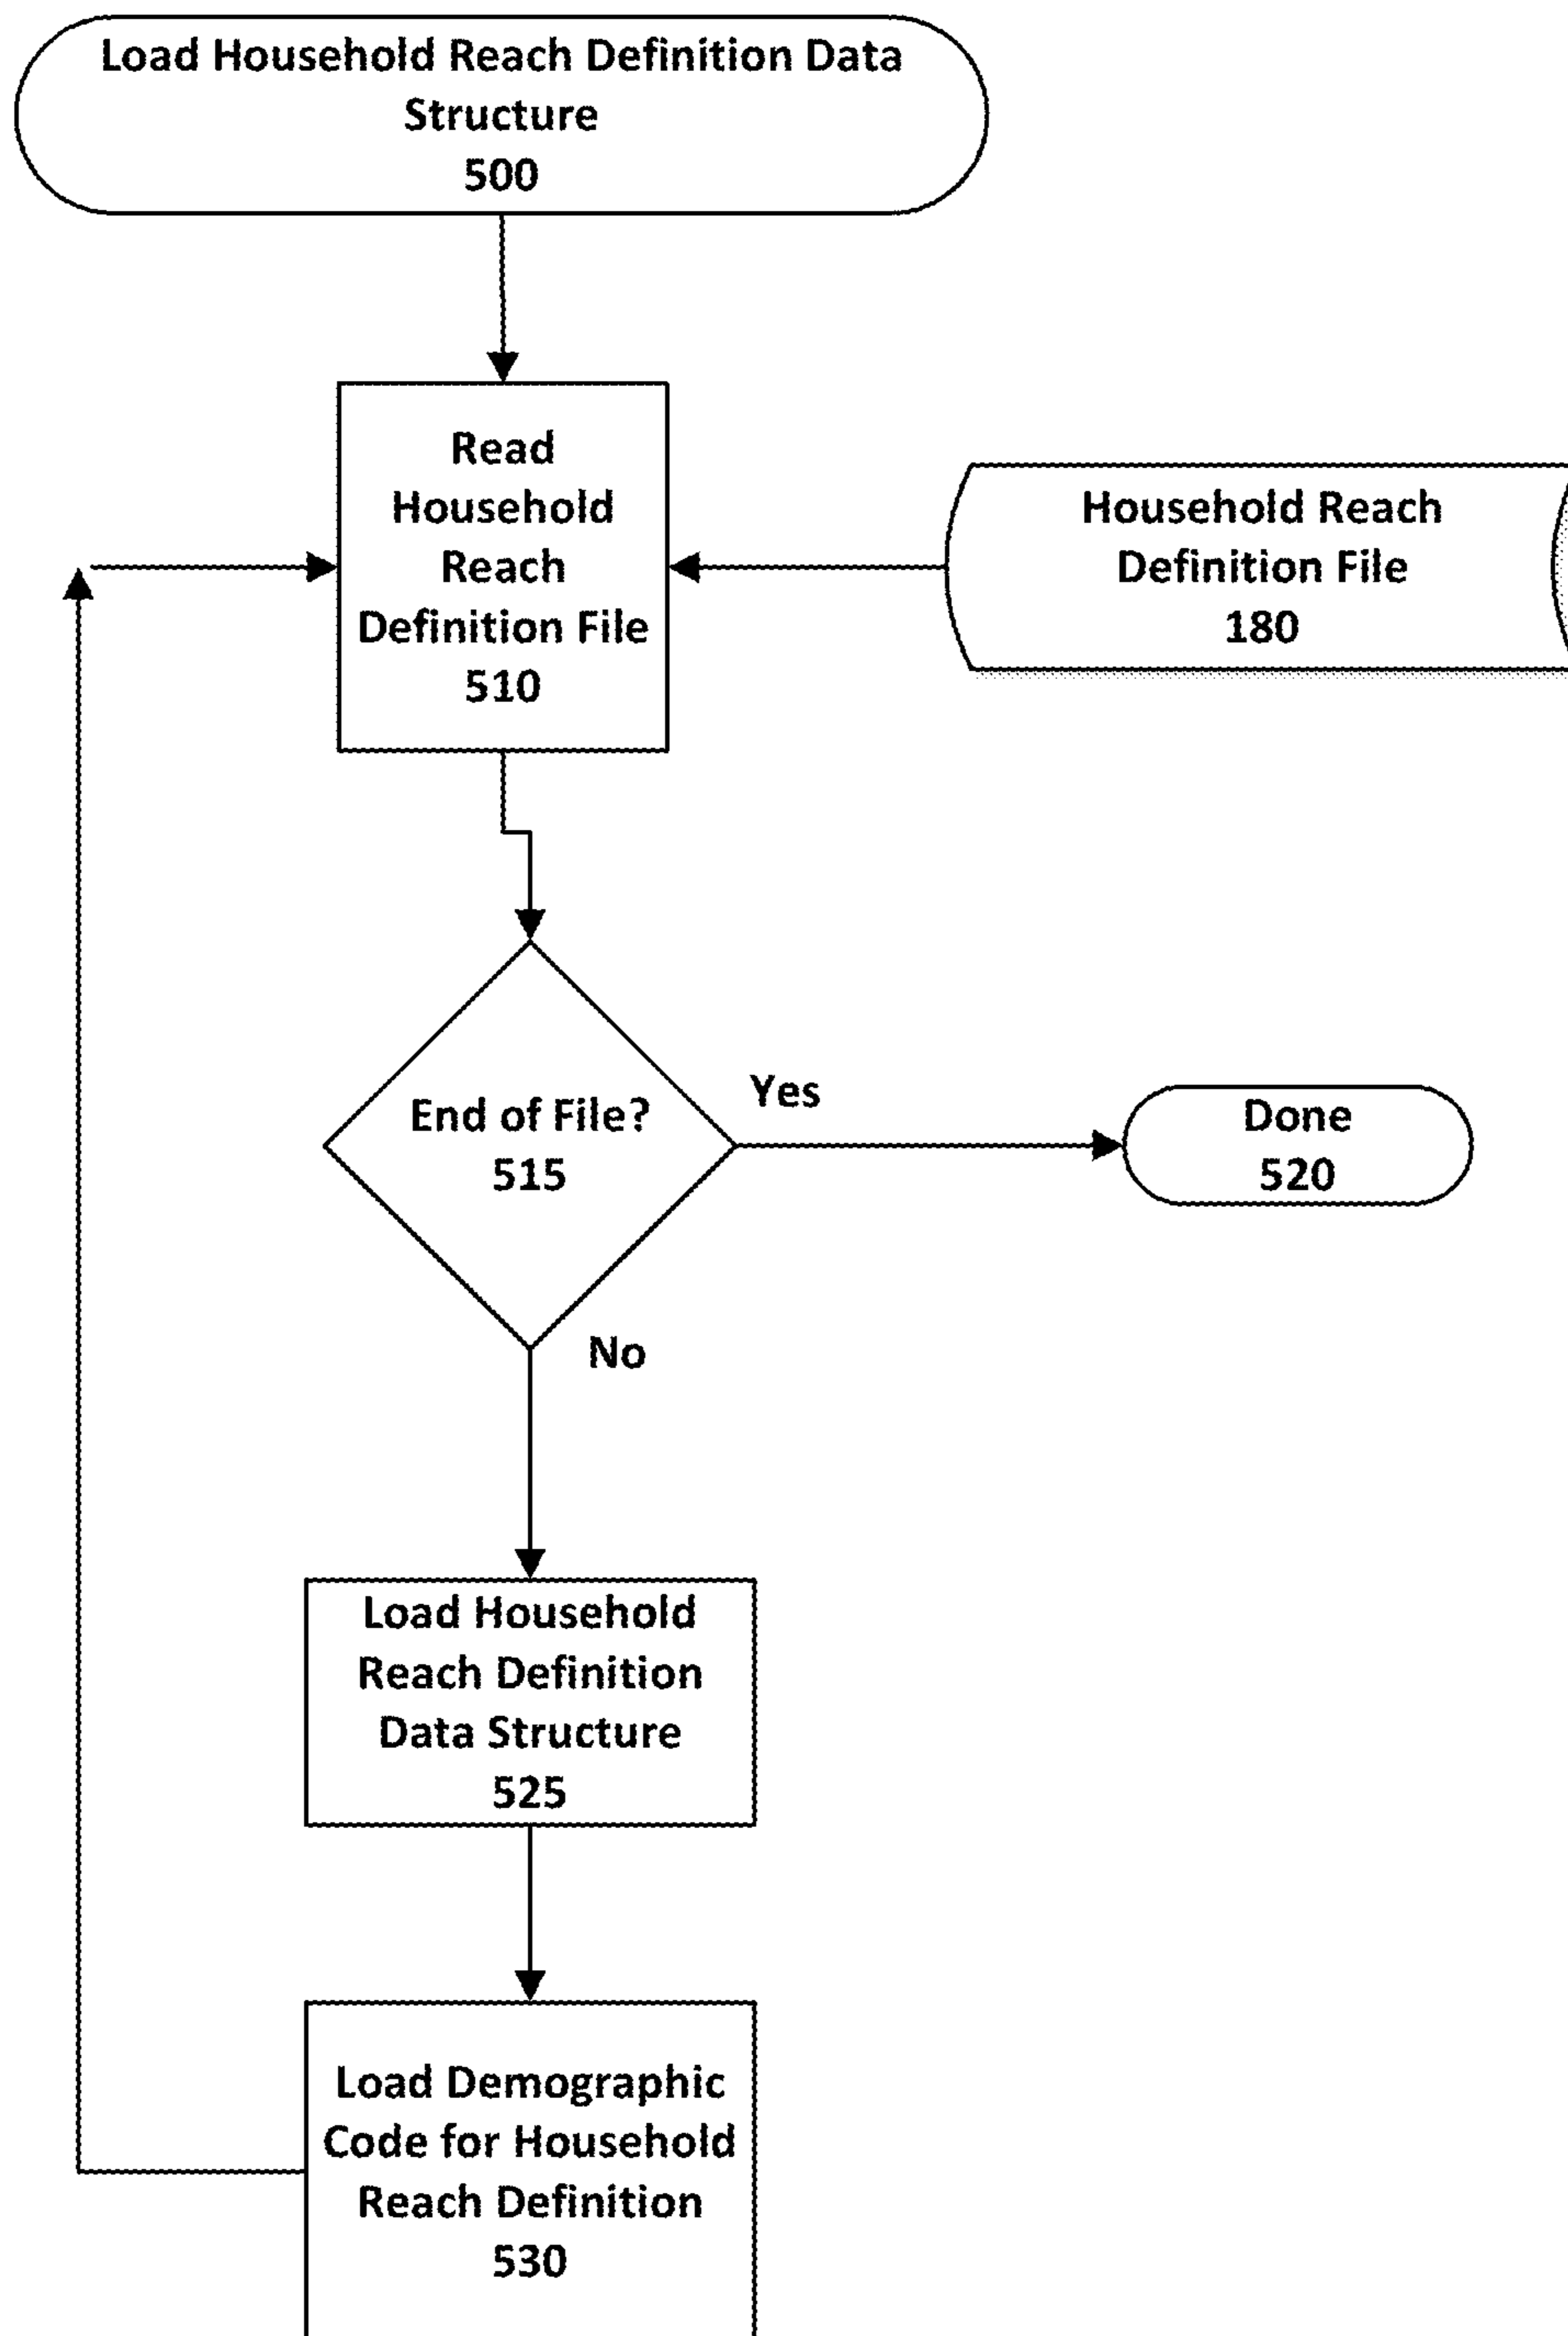 Load Household Reach Definition Data
Structure
500
Read
Household
Reach
Definition File
510
Household Reach
Definition File
180
End of File?
515
Yes
Done
520
No
Load Household
Reach Definition
Data Structure
525
Load Demographic
Code for Household
Reach Definition
530